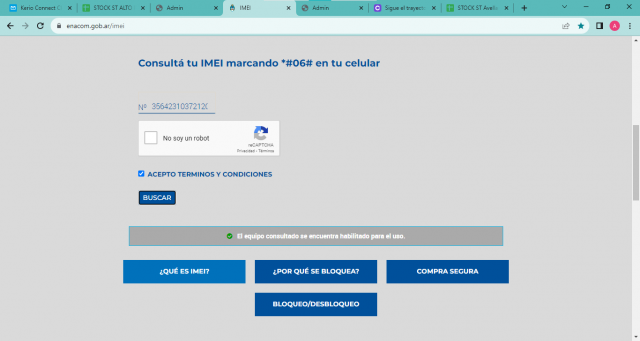 Kerio Connect (
STOCK ST ALTO
Admin
IMEI
Admin
Sigue el trayecto
STOCK ST Avella
enacom.gob.ar/imei
A
Consultá tu IMEI marcando *#06# en tu celular
Nº 35642310372120
No soy un robot
reCAPTCHA
Privacidad - Términos
ACEPTO TERMINOS Y CONDICIONES
BUSCAR
El equipo consultado se encuentra habilitado para el uso.
¿QUÉ ES IMEI?
¿POR QUÉ SE BLOQUEA?
COMPRA SEGURA
BLOQUEO/DESBLOQUEO